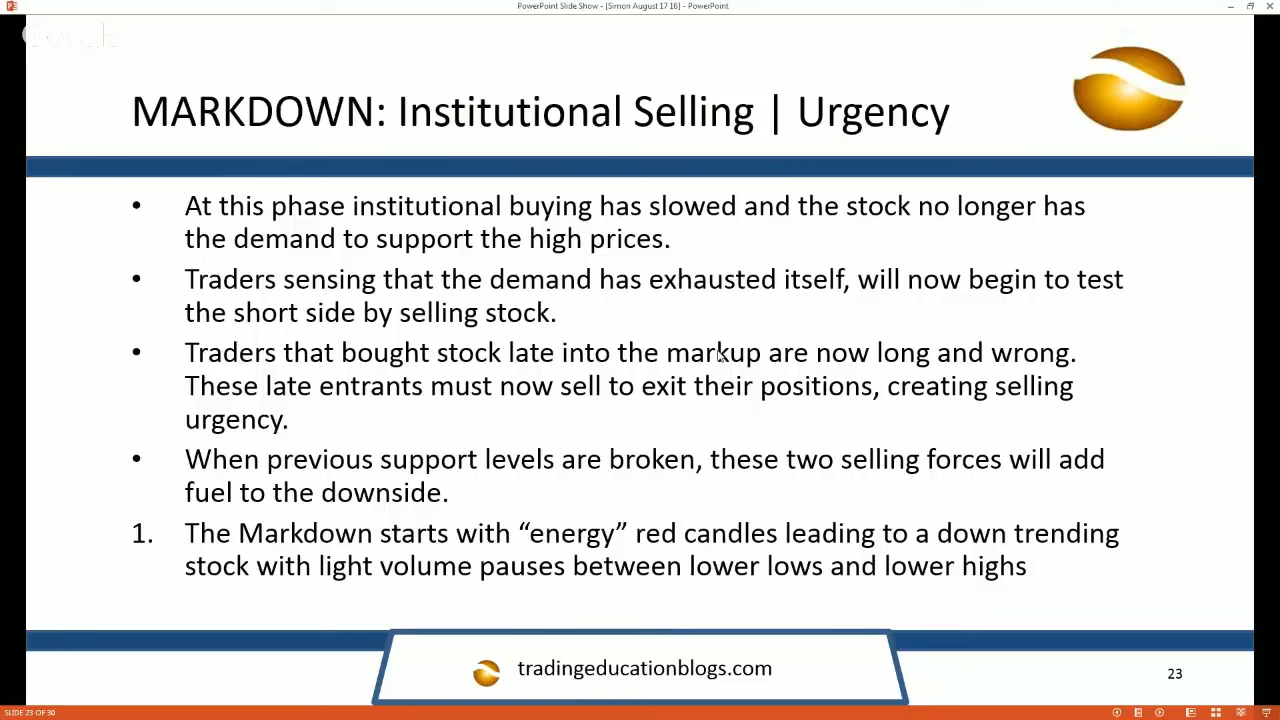 PowerPoint Slide Show - [Simon August 17 16] - PowerPoint
Google
MARKDOWN: Institutional Selling | Urgency
• At this phase institutional buying has slowed and the stock no longer has
the demand to support the high prices.
• Traders sensing that the demand has exhausted itself, will now begin to test
the short side by selling stock.
• Traders that bought stock late into the markup are now long and wrong.
These late entrants must now sell to exit their positions, creating selling
urgency.
• When previous support levels are broken, these two selling forces will add
fuel to the downside.
1. The Markdown starts with “energy” red candles leading to a down trending
stock with light volume pauses between lower lows and lower highs
tradingeducationblogs.com
23
SLIDE 23 OF 30